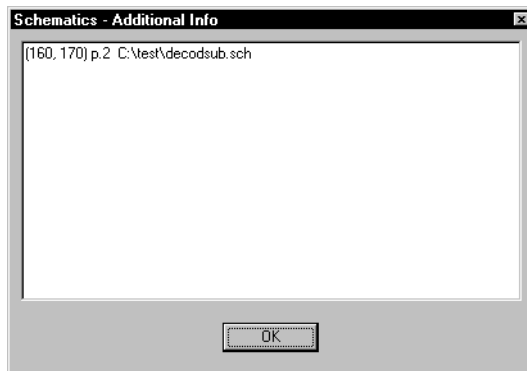 Schematics - Additional Info
(160, 170) p.2 C:\test\decodsub.sch
OK